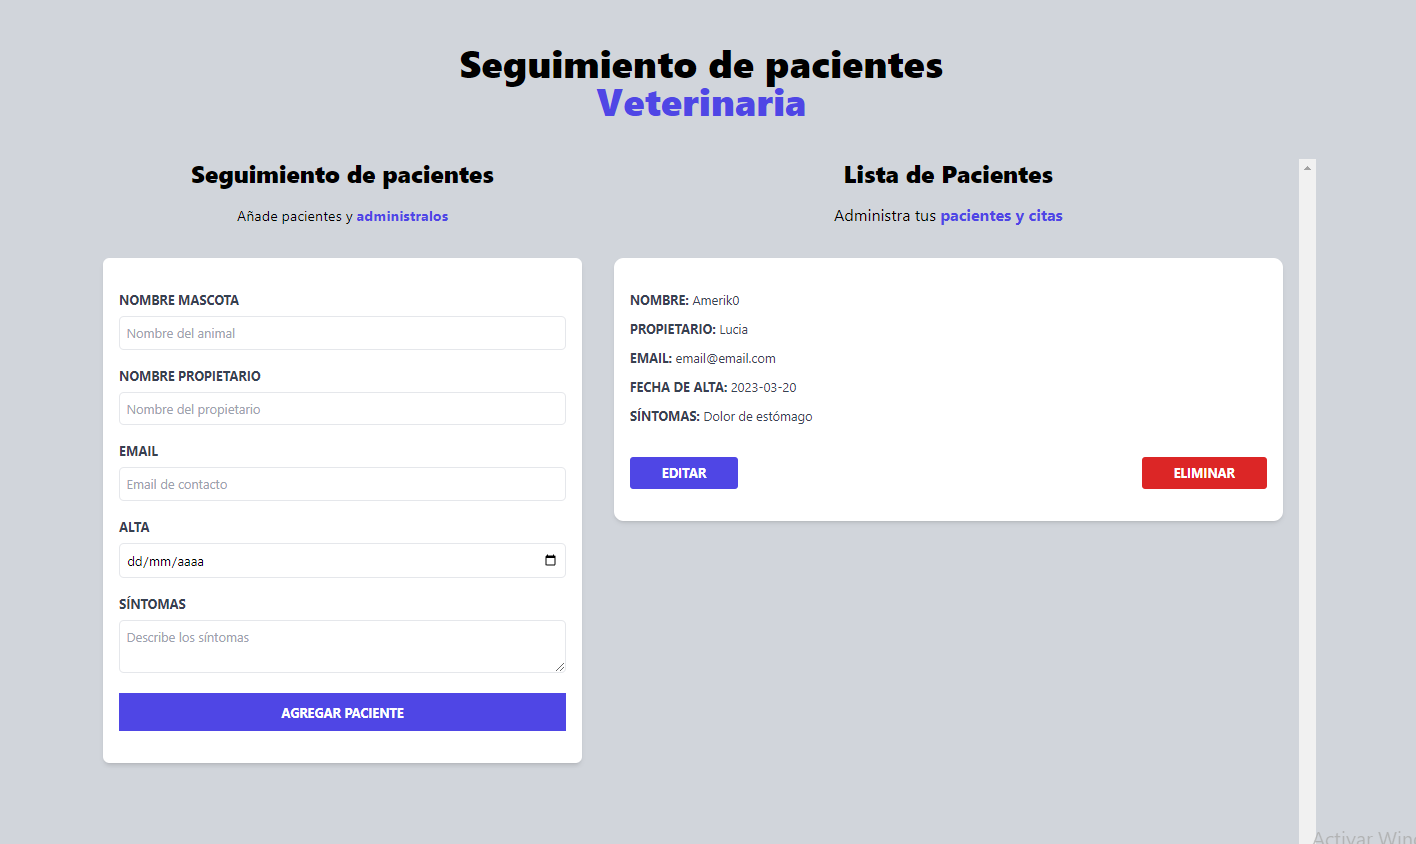 Seguimiento de pacientes
Veterinaria
Seguimiento de pacientes
Añade pacientes y administralos
NOMBRE MASCOTA
Nombre del animal
NOMBRE PROPIETARIO
Nombre del propietario
EMAIL
Email de contacto
ALTA
dd/mm/aaaa
SÍNTOMAS
Describe los síntomas
AGREGAR PACIENTE
Lista de Pacientes
Administra tus pacientes y citas
NOMBRE: Amerik0
PROPIETARIO: Lucia
EMAIL: email@email.com
FECHA DE ALTA: 2023-03-20
SÍNTOMAS: Dolor de estómago
EDITAR
ELIMINAR
Activar